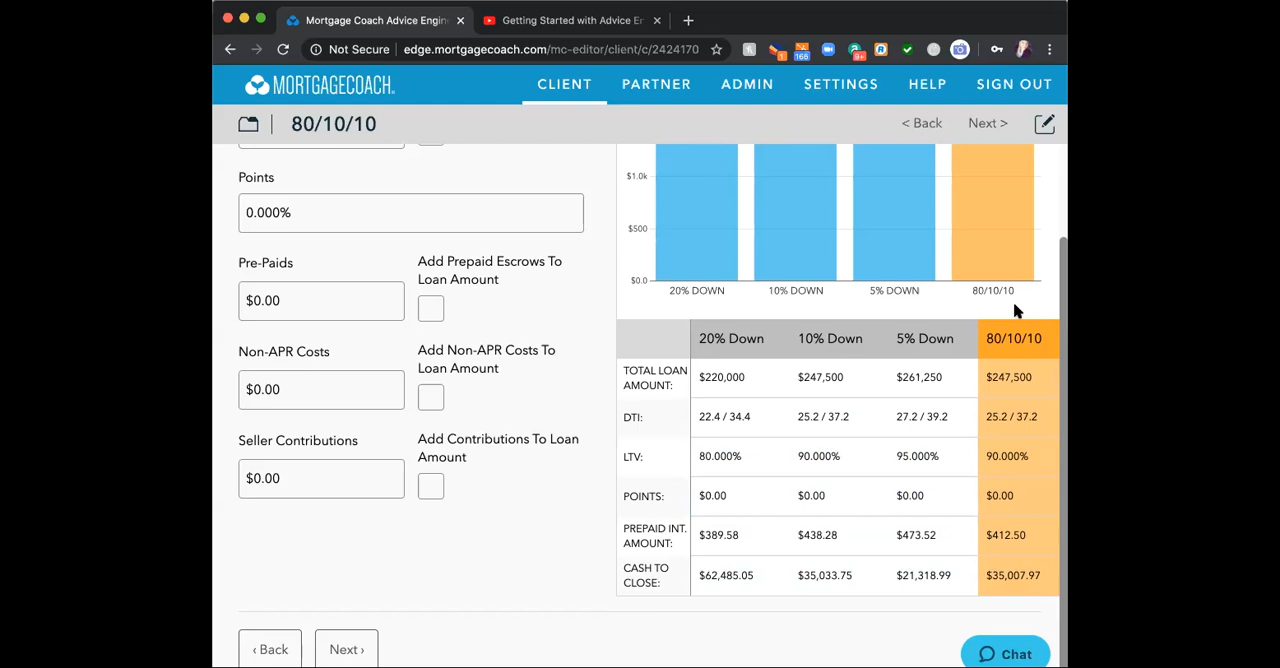 Mortgage Coach Advice Engin
Getting Started with Advice En
Not Secure
edge.mortgagecoach.com/mc-editor/client/c/2424170
1
166
9+
MORTGAGECOACH.
CLIENT
PARTNER
ADMIN
SETTINGS
HELP
SIGN OUT
80/10/10
< Back
Next >
Points
0.000%
Pre-Paids
$0.00
Add Prepaid Escrows To
Loan Amount
Non-APR Costs
$0.00
Add Non-APR Costs To
Loan Amount
Seller Contributions
$0.00
Add Contributions To Loan
Amount
‹ Back
Next ›
$1.0k
$500
$0.0
20% DOWN
10% DOWN
5% DOWN
80/10/10
20% Down 10% Down 5% Down 80/10/10
TOTAL LOAN
AMOUNT:
$220,000 $247,500 $261,250 $247,500
DTI: 22.4 / 34.4 25.2 / 37.2 27.2 / 39.2 25.2 / 37.2
LTV: 80.000% 90.000% 95.000% 90.000%
POINTS: $0.00 $0.00 $0.00 $0.00
PREPAID INT.
AMOUNT:
$389.58 $438.28 $473.52 $412.50
CASH TO
CLOSE:
$62,485.05 $35,033.75 $21,318.99 $35,007.97
Chat